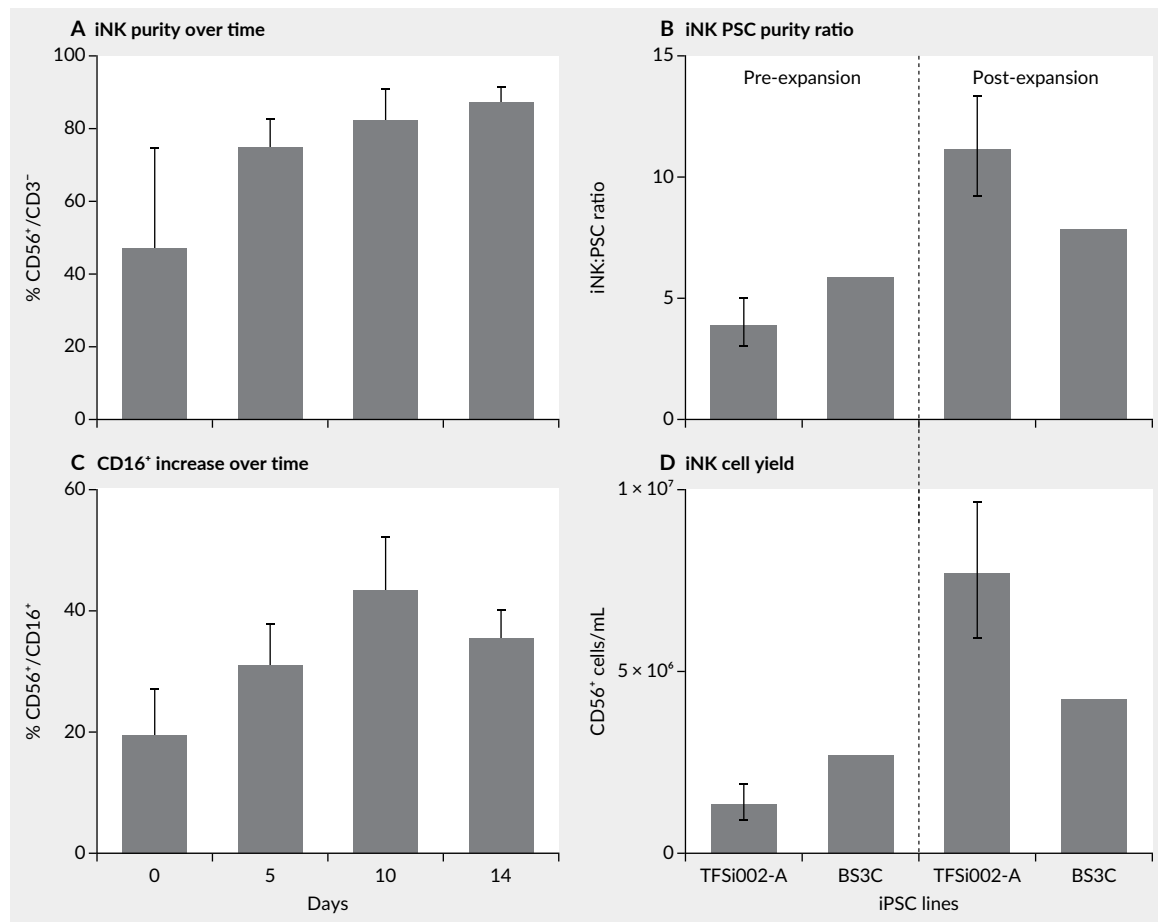 A iNK purity over time
100
80
60
40
20
0
% CD56⁺/CD3⁻
B iNK PSC purity ratio
15
10
5
0
iNK:PSC ratio
Pre-expansion
Post-expansion
C CD16⁺ increase over time
60
40
20
0
% CD56⁺/CD16⁺
0 5 10 14
Days
D iNK cell yield
1 × 10⁷
5 × 10⁶
0
CD56⁺ cells/mL
TFSi002-A BS3C TFSi002-A BS3C
iPSC lines